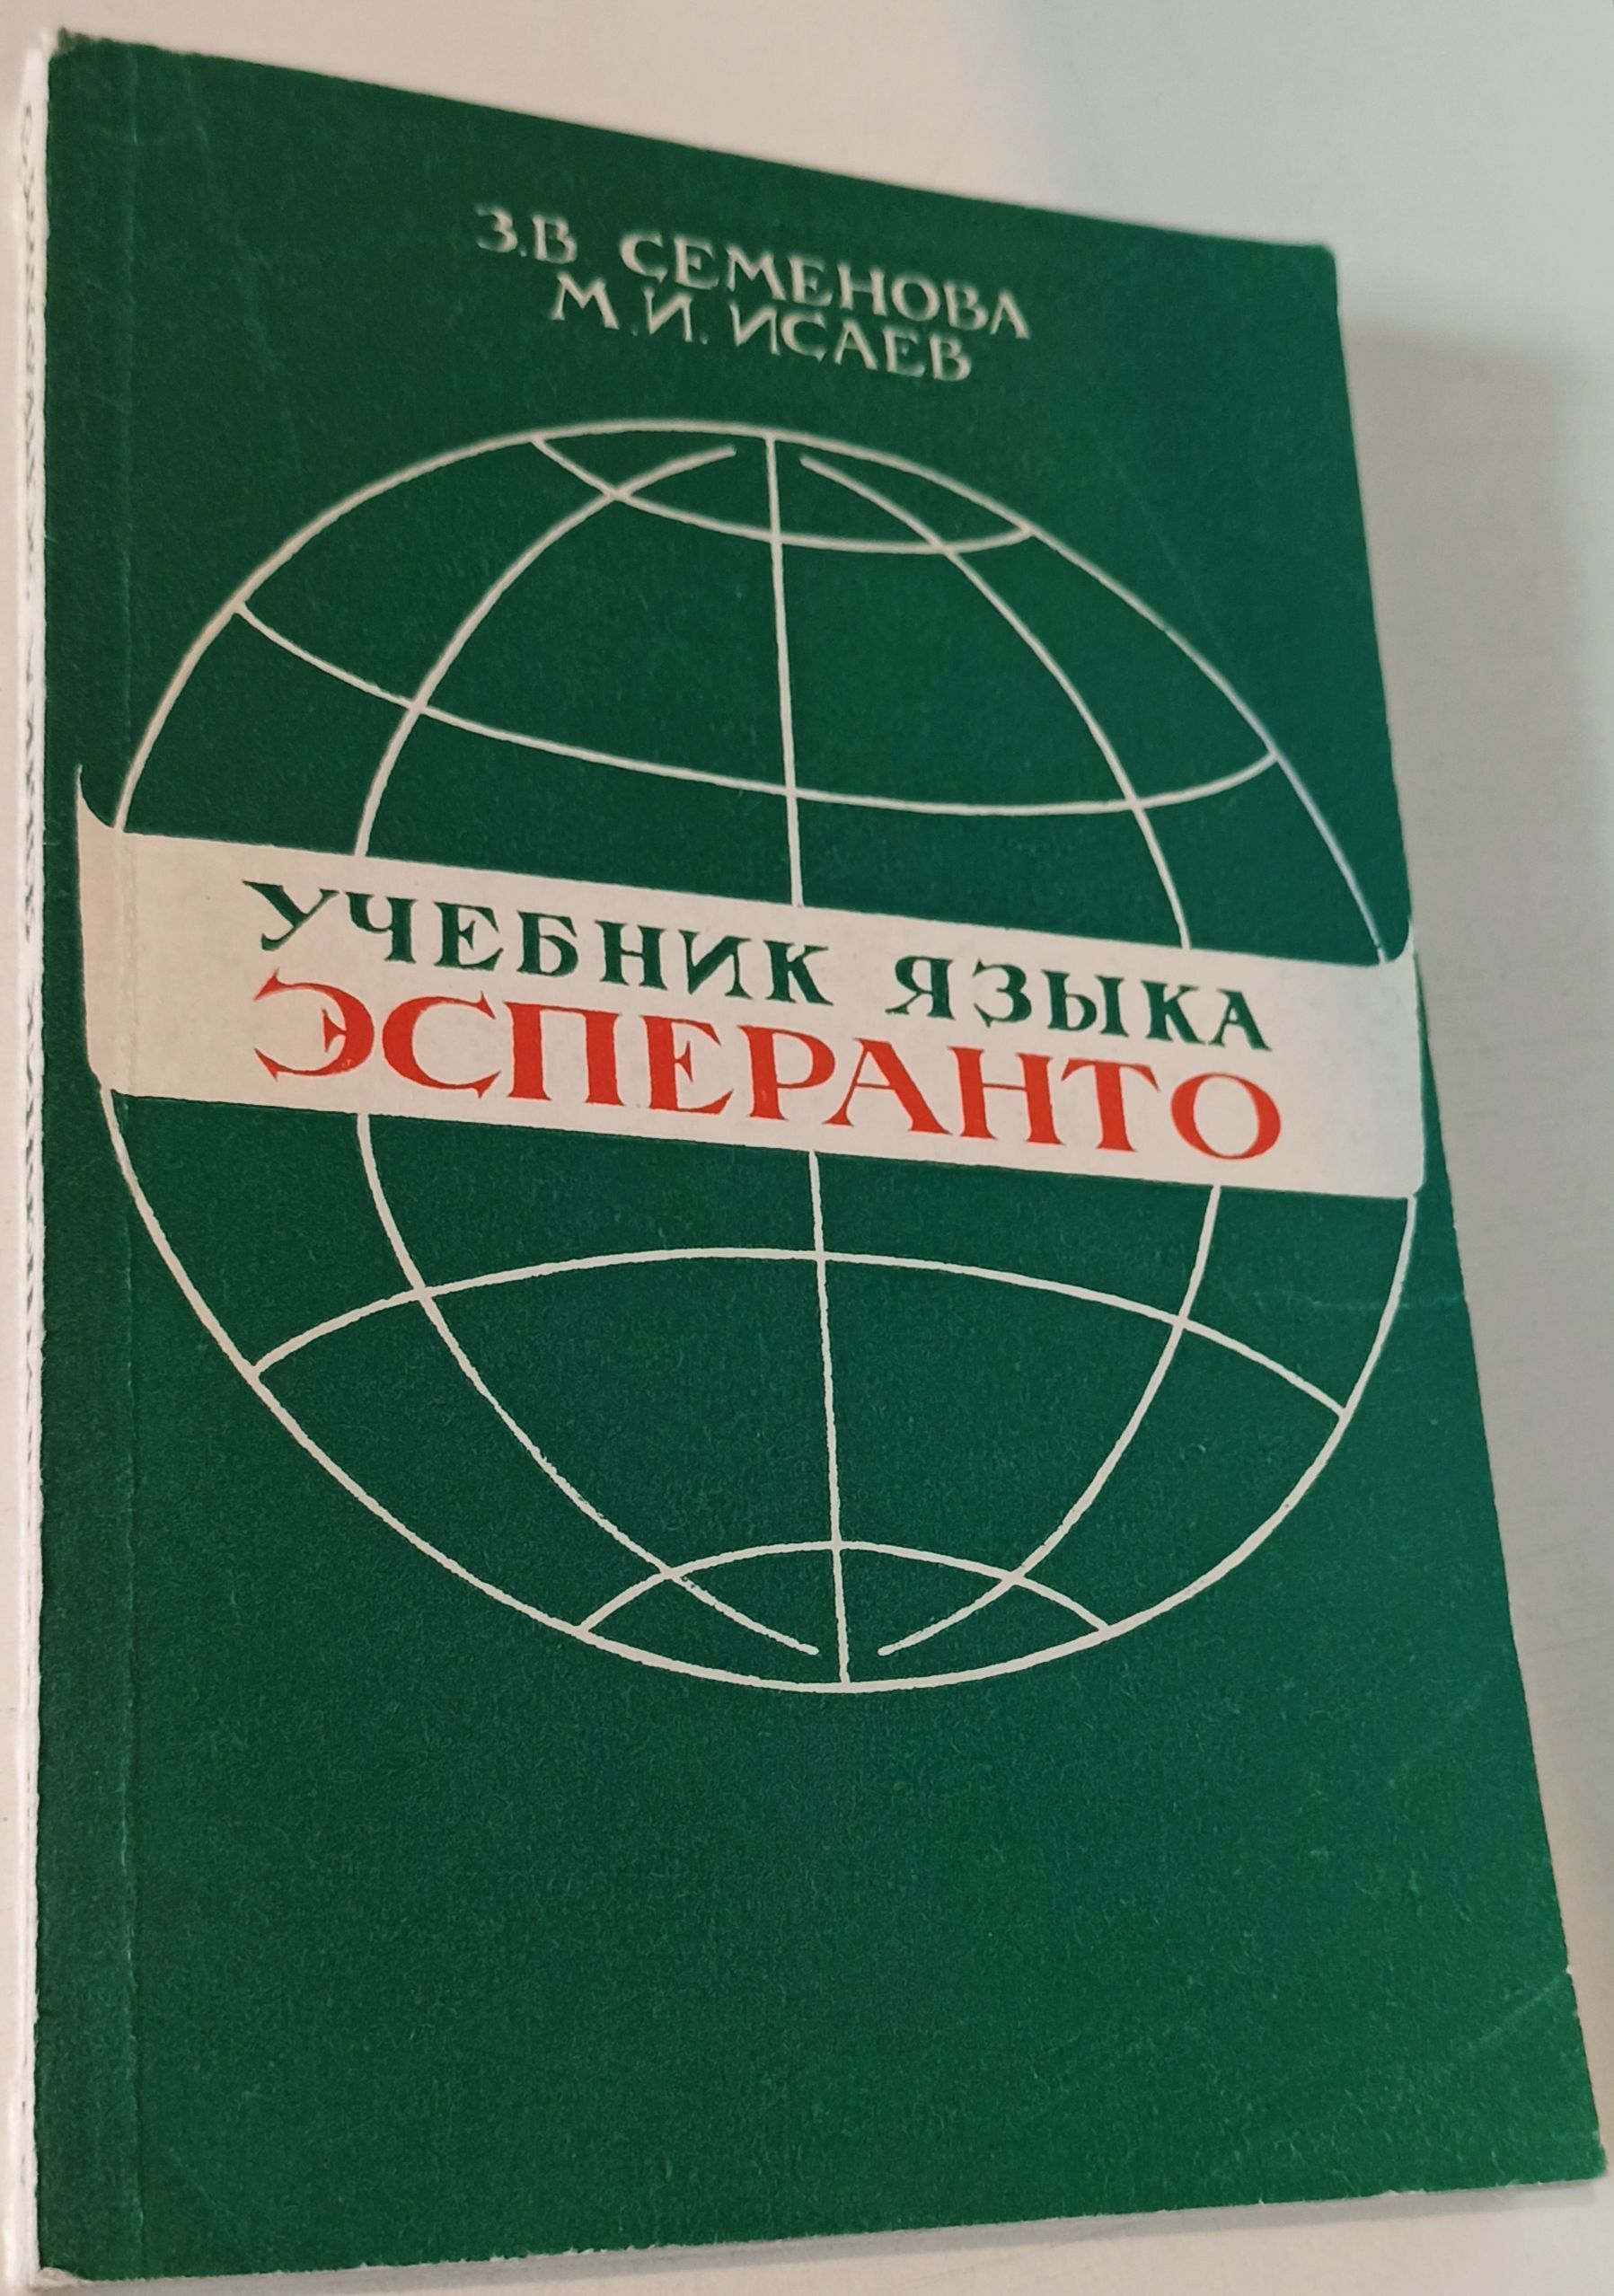 З.В СЕМЕНОВА
М.И. ИСАЕВ
УЧЕБНИК ЯЗЫКА
ЭСПЕРАНТО